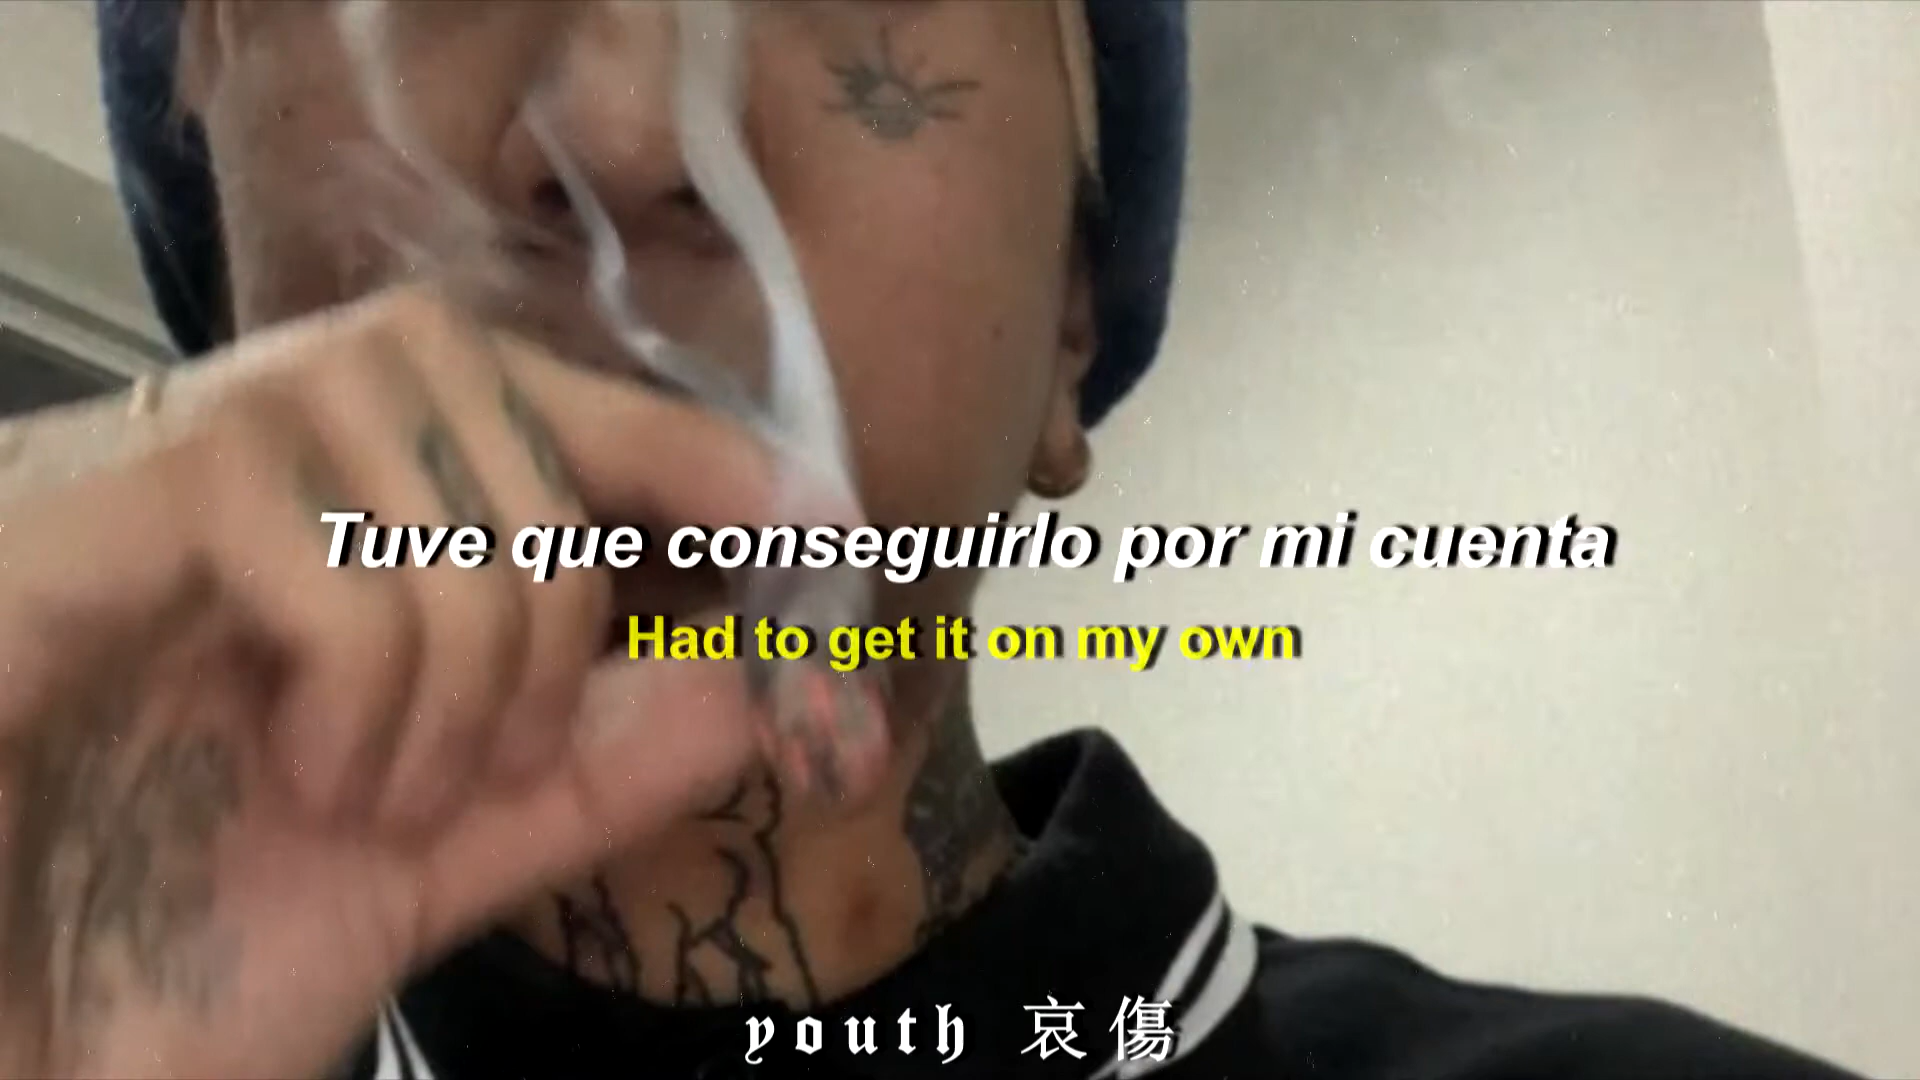 Tuve que conseguirlo por mi cuenta
Had to get it on my own
youth 哀傷